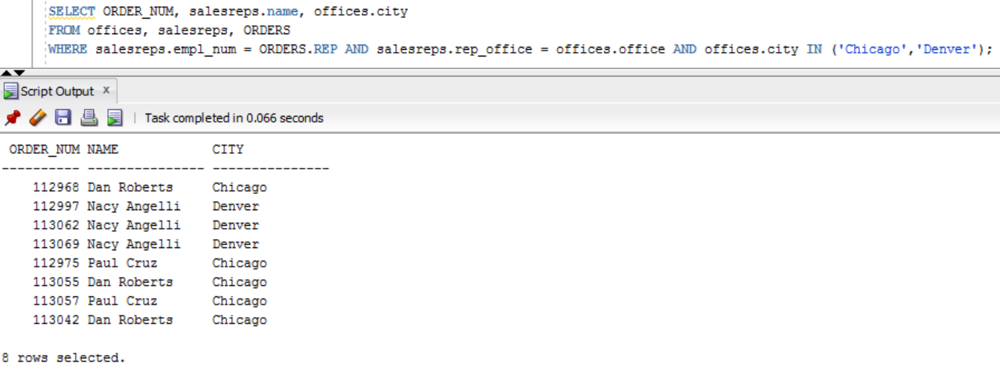 SELECT ORDER_NUM, salesreps.name, offices.city
FROM offices, salesreps, ORDERS
WHERE salesreps.empl_num = ORDERS.REP AND salesreps.rep_office = offices.office AND offices.city IN ('Chicago','Denver');
Script Output x
Task completed in 0.066 seconds
ORDER_NUM NAME            CITY
---------- --------------- ---------------
112968 Dan Roberts     Chicago
112997 Nacy Angelli    Denver
113062 Nacy Angelli    Denver
113069 Nacy Angelli    Denver
112975 Paul Cruz       Chicago
113055 Dan Roberts     Chicago
113057 Paul Cruz       Chicago
113042 Dan Roberts     Chicago
8 rows selected.